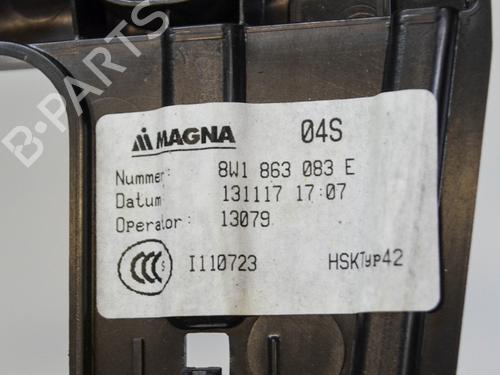 MAGNA 04S
Nummer: 8W1 863 083 E
Datum: 131117 17:07
Operator: 13079
CCC S I110723 HSKTyp42
B-PARTS